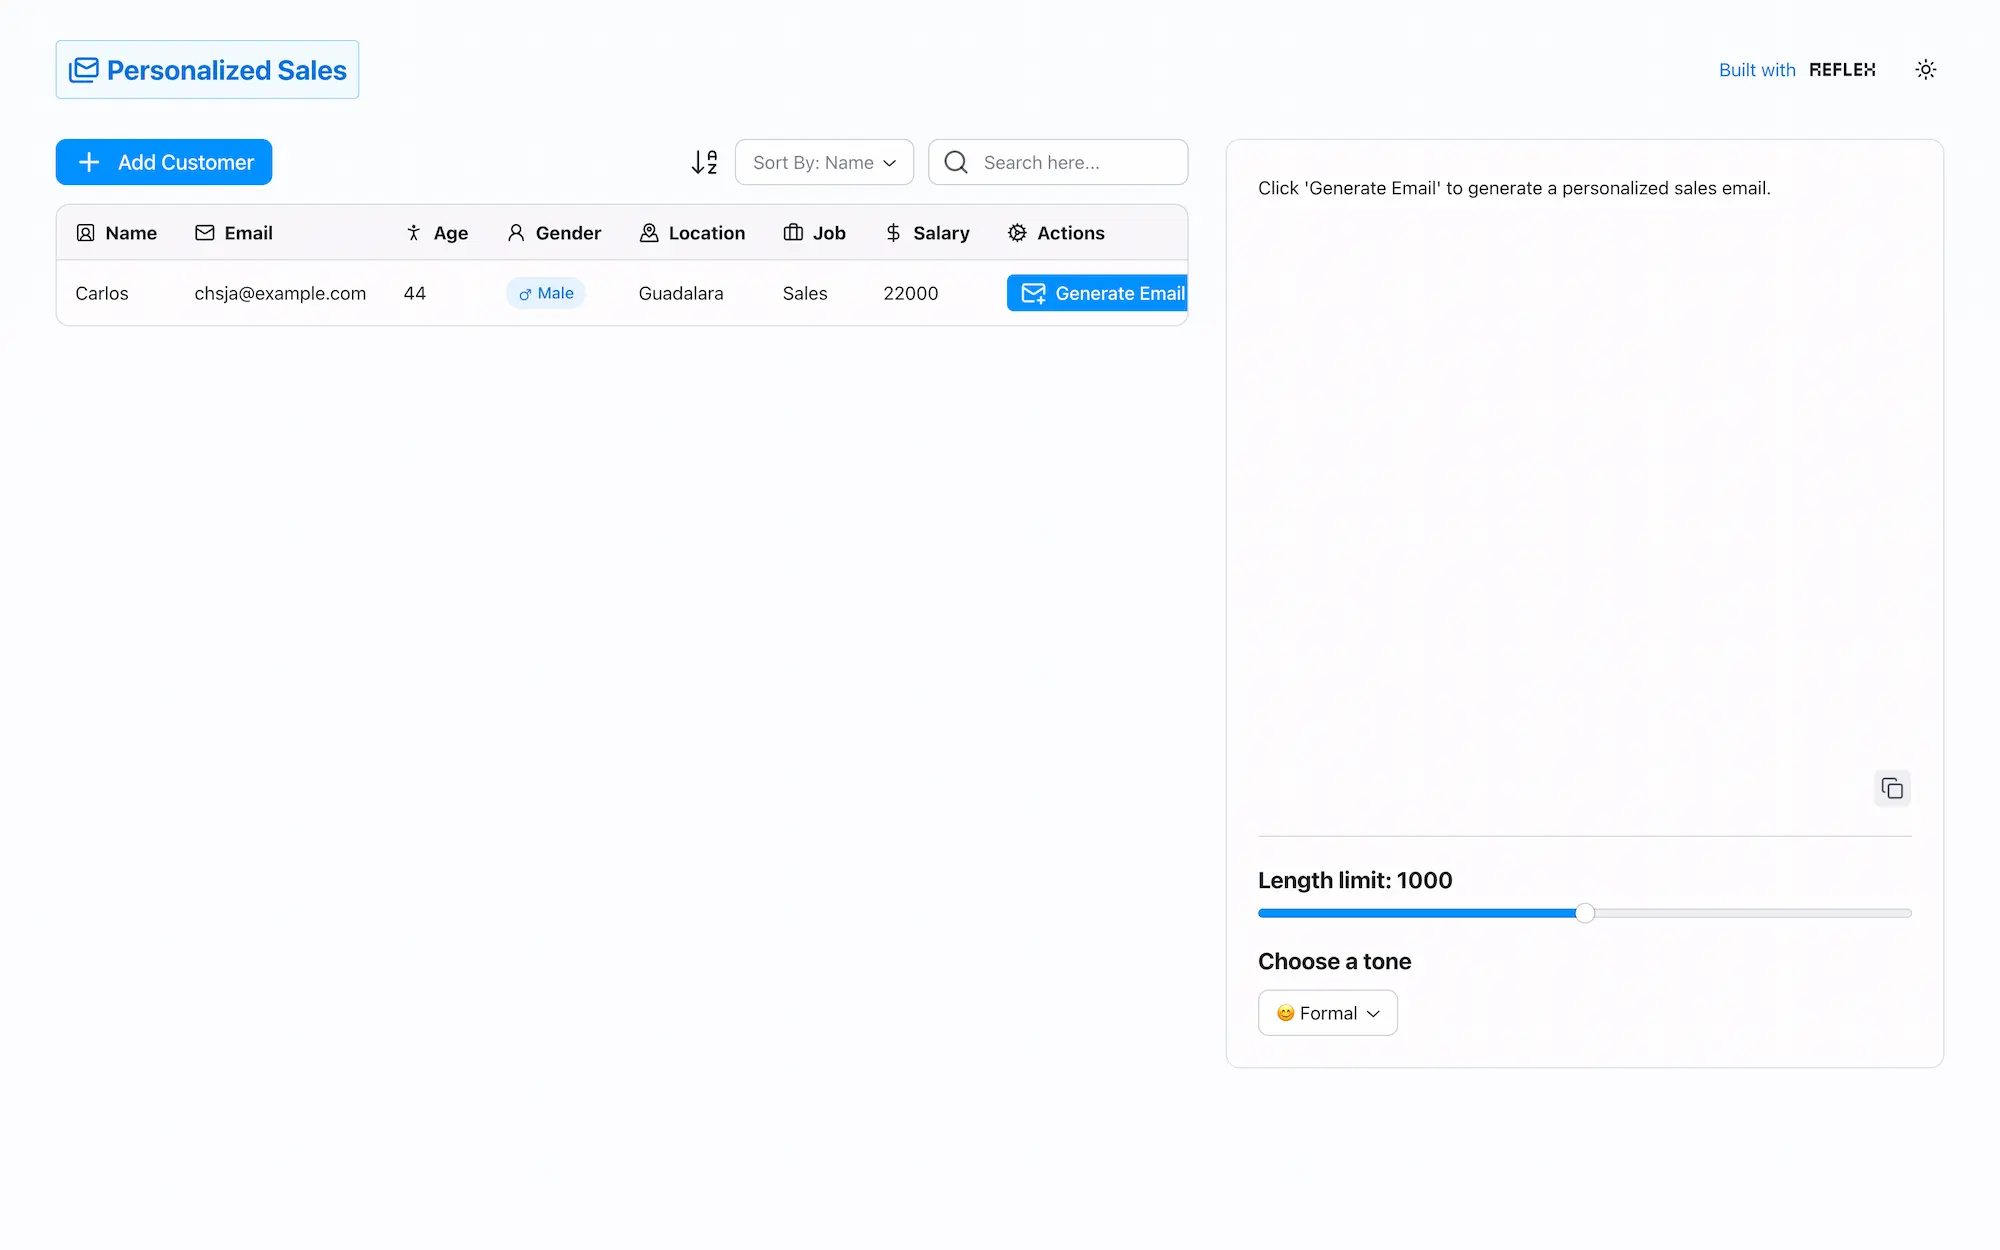 Personalized Sales
Built with REFLEX
Add Customer
Sort By: Name
Search here...
Name Email Age Gender Location Job Salary Actions
Carlos chsja@example.com 44 ♂ Male Guadalara Sales 22000 Generate Email
Click 'Generate Email' to generate a personalized sales email.
Length limit: 1000
Choose a tone
😊 Formal